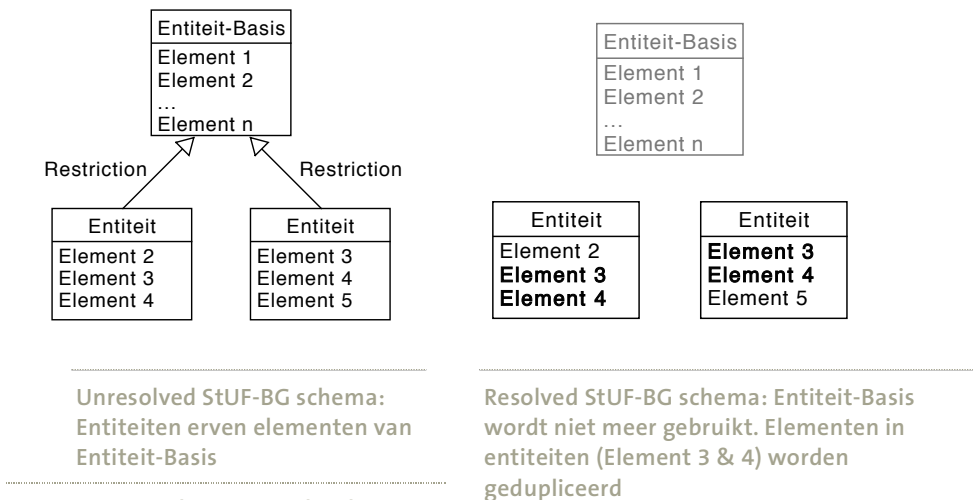 Entiteit-Basis
Element 1
Element 2
...
Element n
Restriction
Restriction
Entiteit
Element 2
Element 3
Element 4
Entiteit
Element 3
Element 4
Element 5
Unresolved StUF-BG schema:
Entiteiten erven elementen van
Entiteit-Basis
Entiteit-Basis
Element 1
Element 2
...
Element n
Entiteit
Element 2
Element 3
Element 4
Entiteit
Element 3
Element 4
Element 5
Resolved StUF-BG schema: Entiteit-Basis
wordt niet meer gebruikt. Elementen in
entiteiten (Element 3 & 4) worden
gedupliceerd